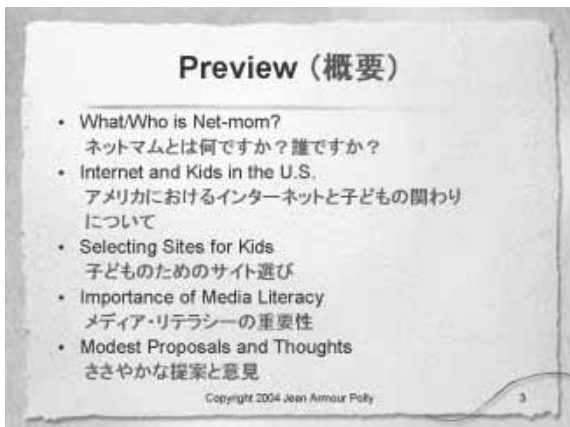 Preview（概要）
• What/Who is Net-mom?
ネットマムとは何ですか？誰ですか？
• Internet and Kids in the U.S.
アメリカにおけるインターネットと子どもの関わり
について
• Selecting Sites for Kids
子どものためのサイト選び
• Importance of Media Literacy
メディア・リテラシーの重要性
• Modest Proposals and Thoughts
ささやかな提案と意見
Copyright 2004 Jean Armour Polly
3